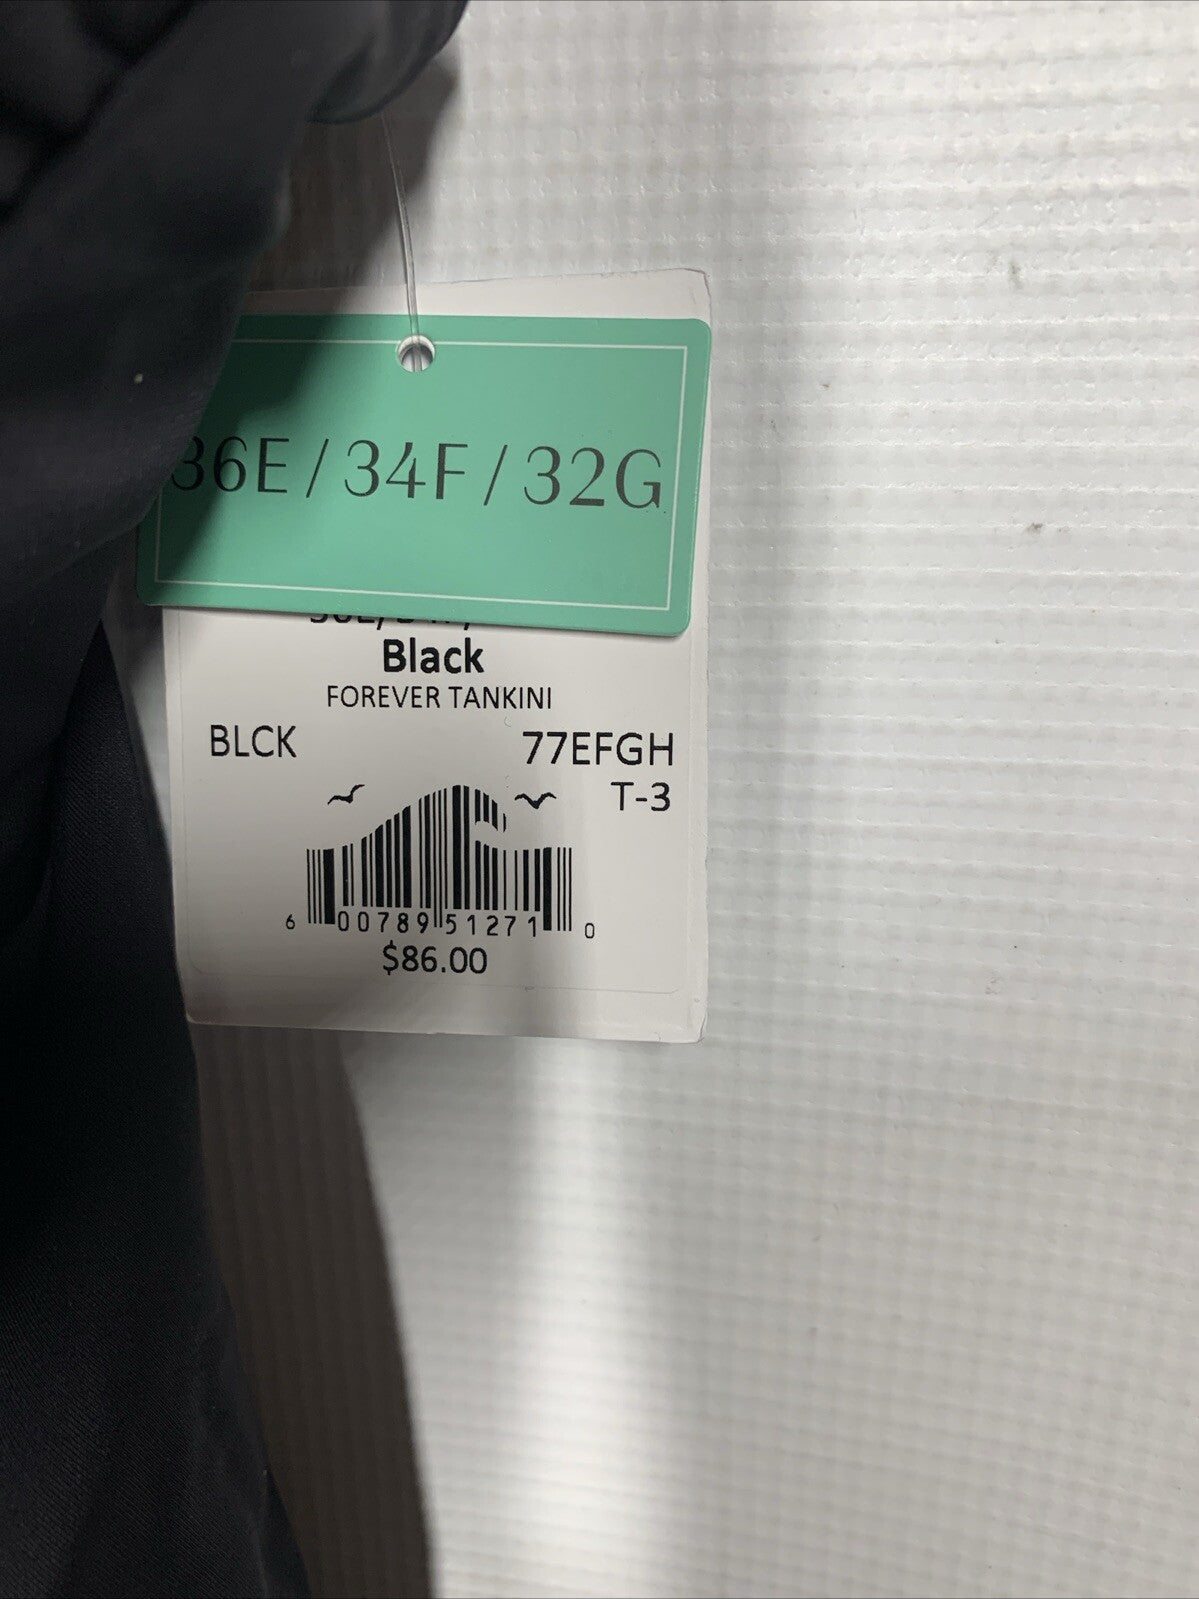 36E / 34F / 32G
Black
FOREVER TANKINI
BLCK 77EFGH
T-3
6 00789 51271 0
$86.00